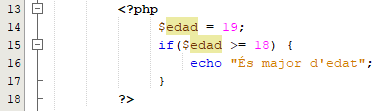 13 <?php
14 $edad = 19;
15 if($edad >= 18) {
16 echo "És major d'edat";
17 }
18 ?>